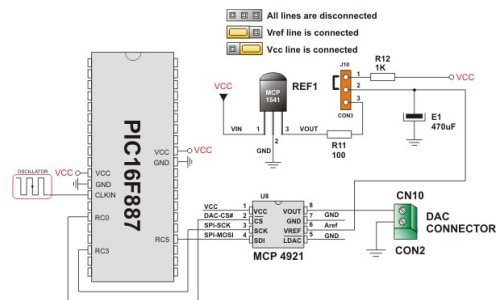 All lines are disconnected
Vref line is connected
Vcc line is connected
R12
1K
J10
VCC
1
2
3
CON3
MCP
1541
REF1
VCC
VIN
1
3
VOUT
2
GND
R11
100
E1
470uF
PIC16F887
VCC
GND
VCC
OSCILLATOR
VCC
VCC
GND
CLKIN
RC0
RC3
RC5
U8
VCC
1
VCC
VOUT
8
DAC-CS#
2
CS
GND
7
GND
SPI-SCK
3
SCK
VREF
6
Aref
SPI-MOSI
4
SDI
LDAC
5
GND
MCP 4921
CN10
DAC
CONNECTOR
CON2